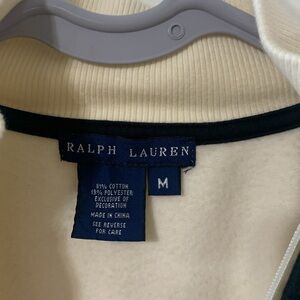 RALPH LAUREN
M
81% COTTON
19% POLYESTER
EXCLUSIVE OF
DECORATION
MADE IN CHINA
SEE REVERSE
FOR CARE